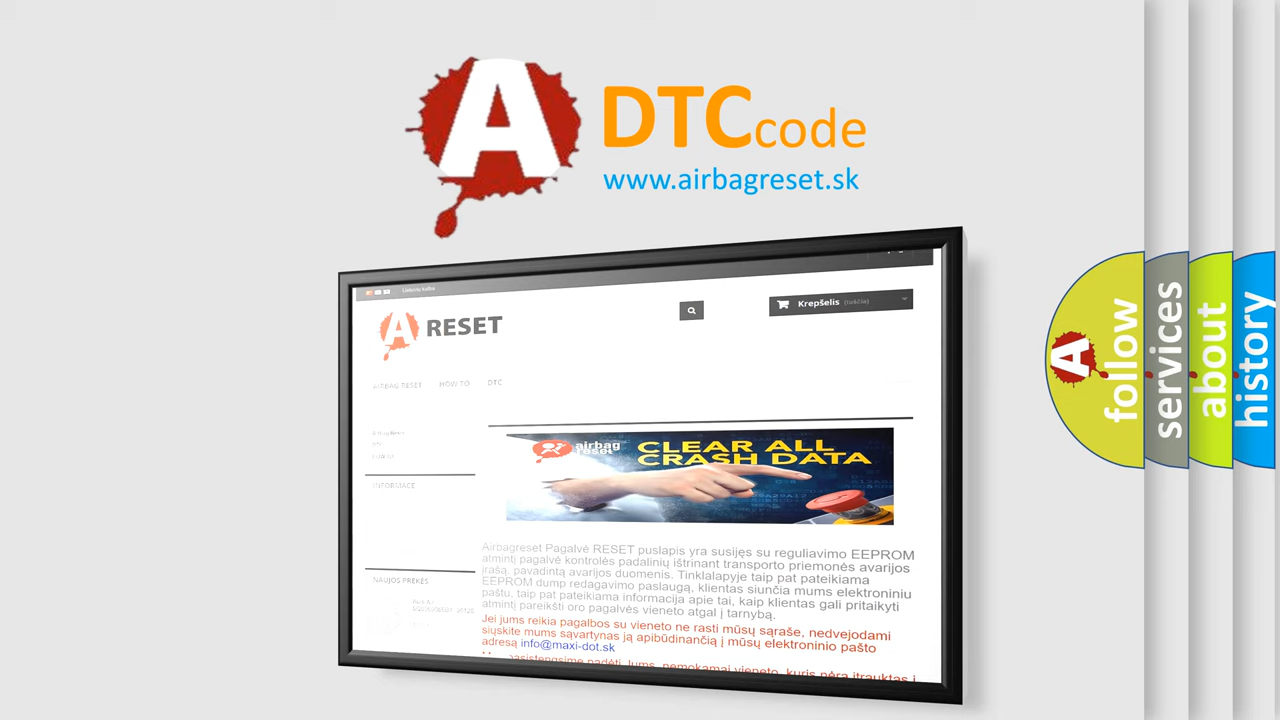 A DTCcode
www.airbagreset.sk
Lietuvių kalba
A RESET
Krepšelis (tuščia)
AIRBAG RESET HOW TO DTC
INFORMACE
airbag
reset
CLEAR ALL
CRASH DATA
Airbagreset Pagalvė RESET puslapis yra susijęs su reguliavimo EEPROM
atmintį pagalvė kontrolės padalinių ištrinant transporto priemonės avarijos
įrašą, pavadintą avarijos duomenis. Tinklalapyje taip pat pateikiama
EEPROM dump redagavimo paslaugą, klientas siunčia mums elektroniniu
paštu, taip pat pateikiama informacija apie tai, kaip klientas gali pritaikyti
atmintį pareikšti oro pagalvės vieneto atgal į tarnybą.
Jei jums reikia pagalbos su vieneto ne rasti mūsų sąraše, nedvejodami
siųskite mums sąvartynas ją apibūdinančią į mūsų elektroninio pašto
adresą info@maxi-dot.sk
NAUJOS PREKĖS
A follow
services
about
history